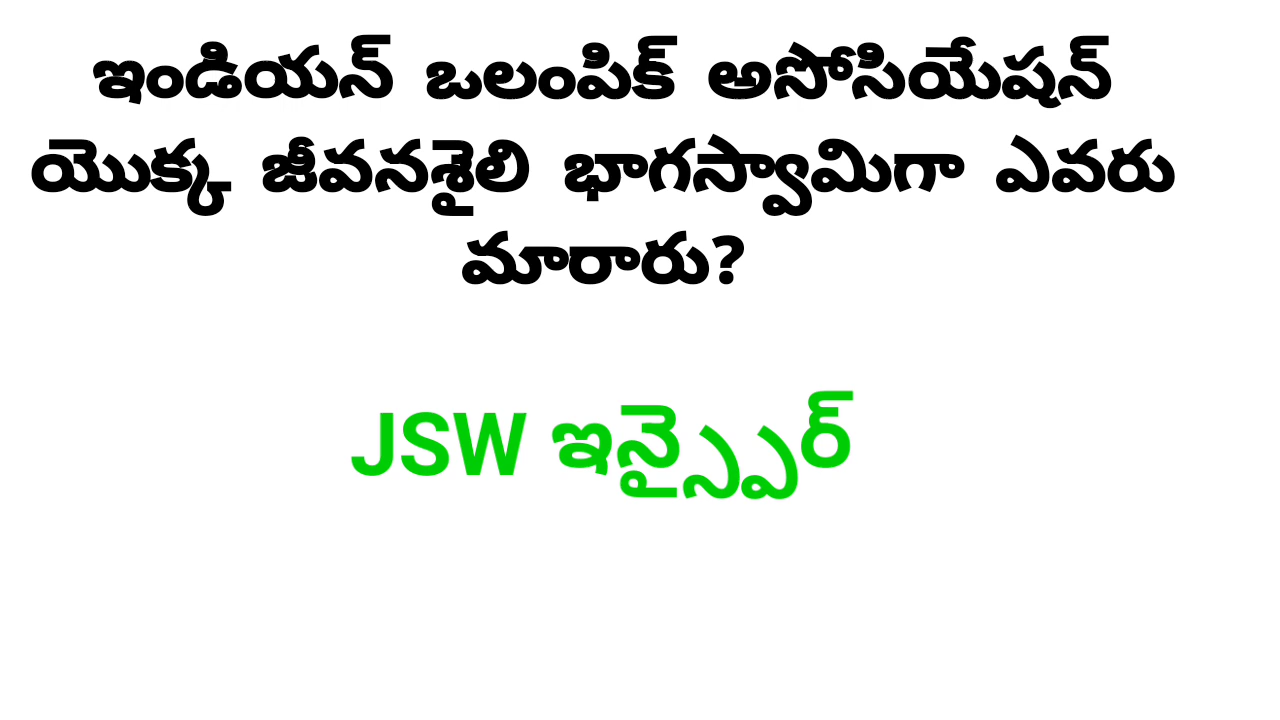 ఇండియన్ ఒలంపిక్ అసోసియేషన్
యొక్క జీవనశైలి భాగస్వామిగా ఎవరు
మారారు?
JSW ఇన్స్పైర్